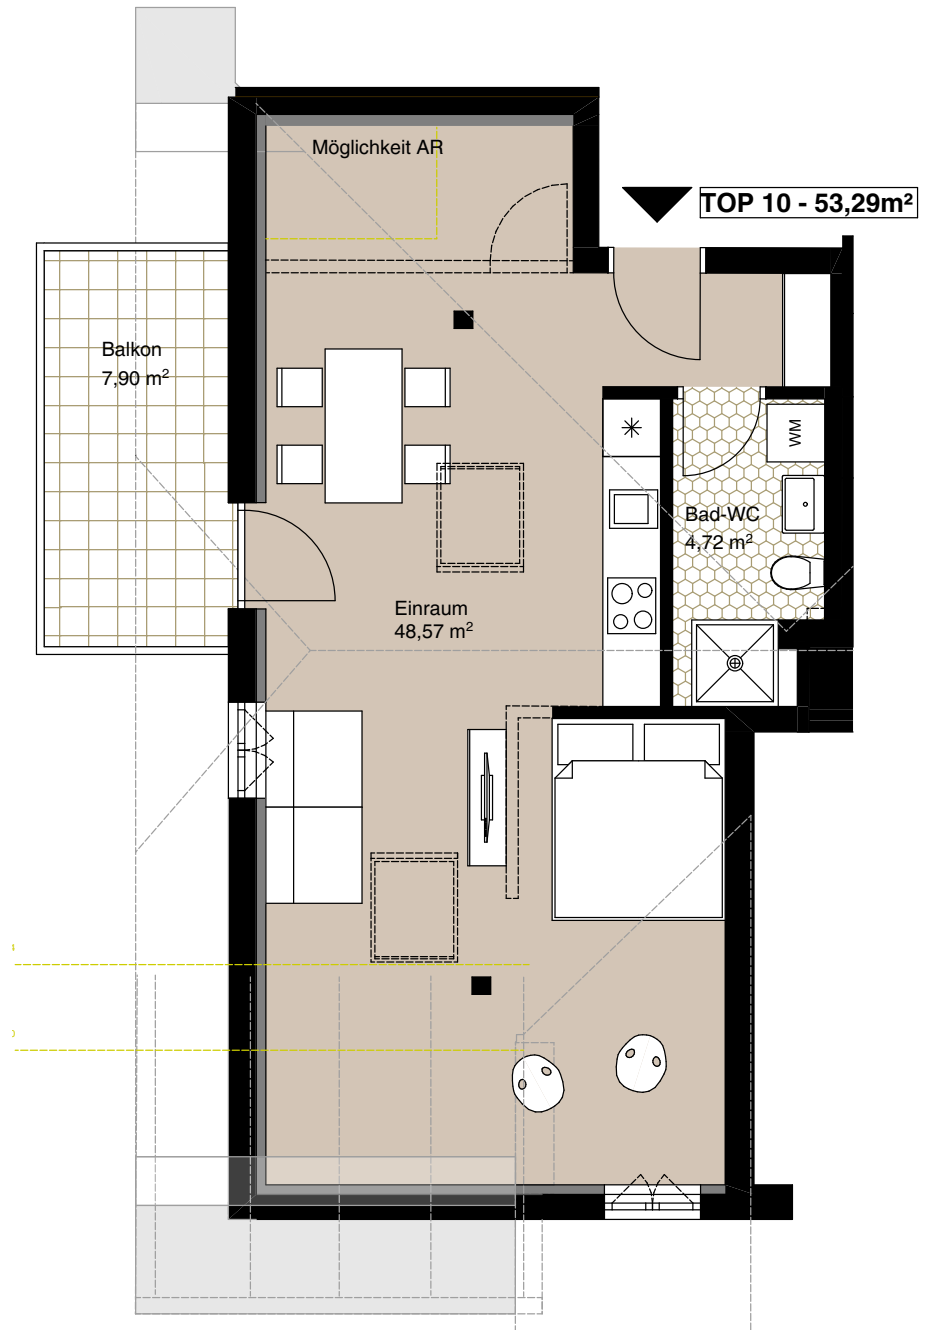 Möglichkeit AR
TOP 10 - 53,29m²
Balkon
7,90 m²
WM
Bad-WC
4,72 m²
Einraum
48,57 m²